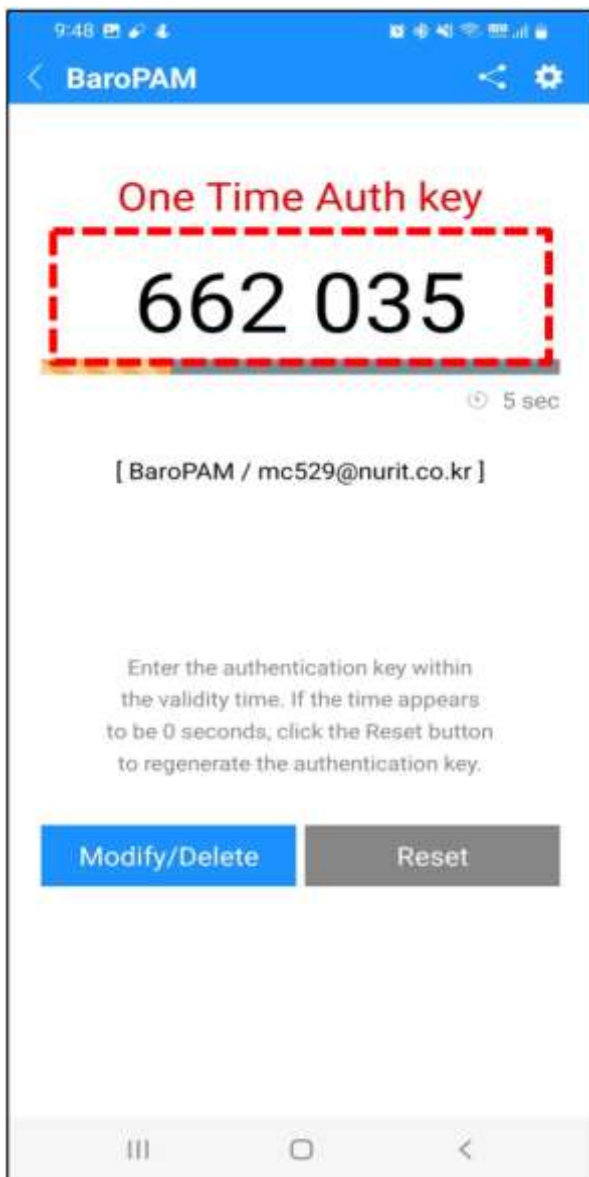 9:48
BaroPAM
One Time Auth key
662 035
5 sec
[ BaroPAM / mc529@nurit.co.kr ]
Enter the authentication key within
the validity time. If the time appears
to be 0 seconds, click the Reset button
to regenerate the authentication key.
Modify/Delete
Reset